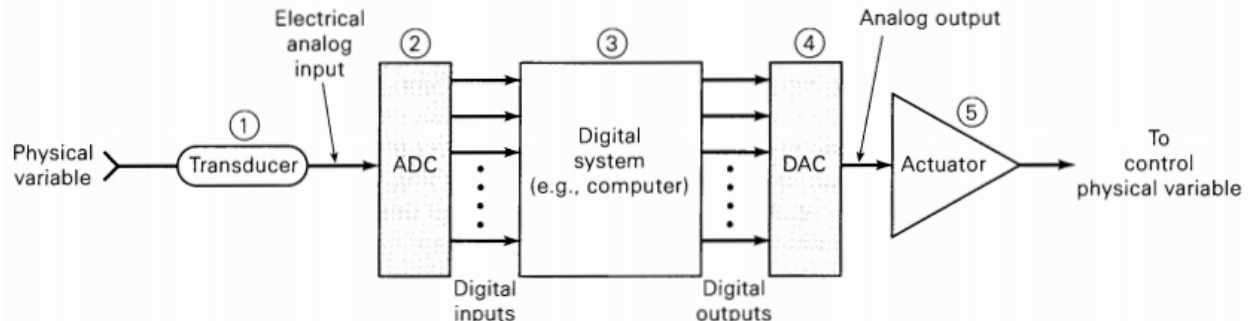 Electrical
analog
input
Analog output
②
③
④
①
⑤
Physical
variable
Transducer
ADC
Digital
system
(e.g., computer)
DAC
Actuator
To
control
physical variable
Digital
inputs
Digital
outputs